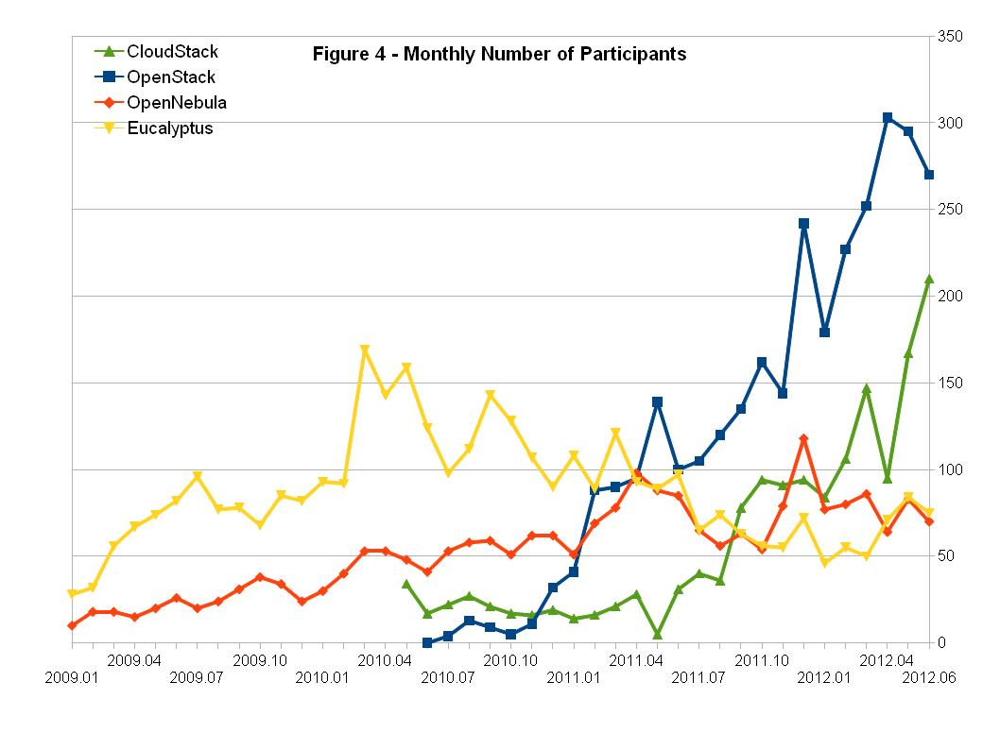 Figure 4 - Monthly Number of Participants
CloudStack
OpenStack
OpenNebula
Eucalyptus
350
300
250
200
150
100
50
0
2009.04 2009.10 2010.04 2010.10 2011.04 2011.10 2012.04
2009.01 2009.07 2010.01 2010.07 2011.01 2011.07 2012.01 2012.06